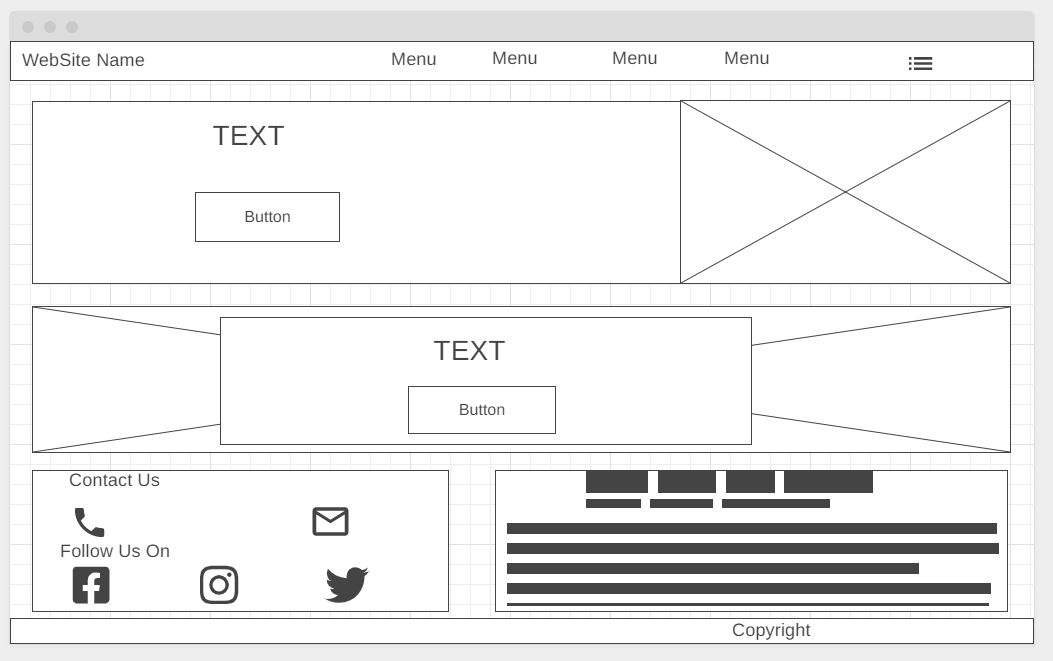 WebSite Name Menu Menu Menu Menu
TEXT
Button
TEXT
Button
Contact Us
Follow Us On
Copyright